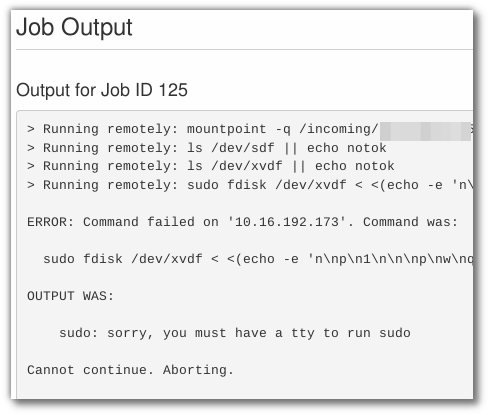 Job Output
Output for Job ID 125
> Running remotely: mountpoint -q /incoming/
> Running remotely: ls /dev/sdf || echo notok
> Running remotely: ls /dev/xvdf || echo notok
> Running remotely: sudo fdisk /dev/xvdf < <(echo -e 'n\
ERROR: Command failed on '10.16.192.173'. Command was:
sudo fdisk /dev/xvdf < <(echo -e 'n\np\n1\n\n\np\nw\nq
OUTPUT WAS:
sudo: sorry, you must have a tty to run sudo
Cannot continue. Aborting.